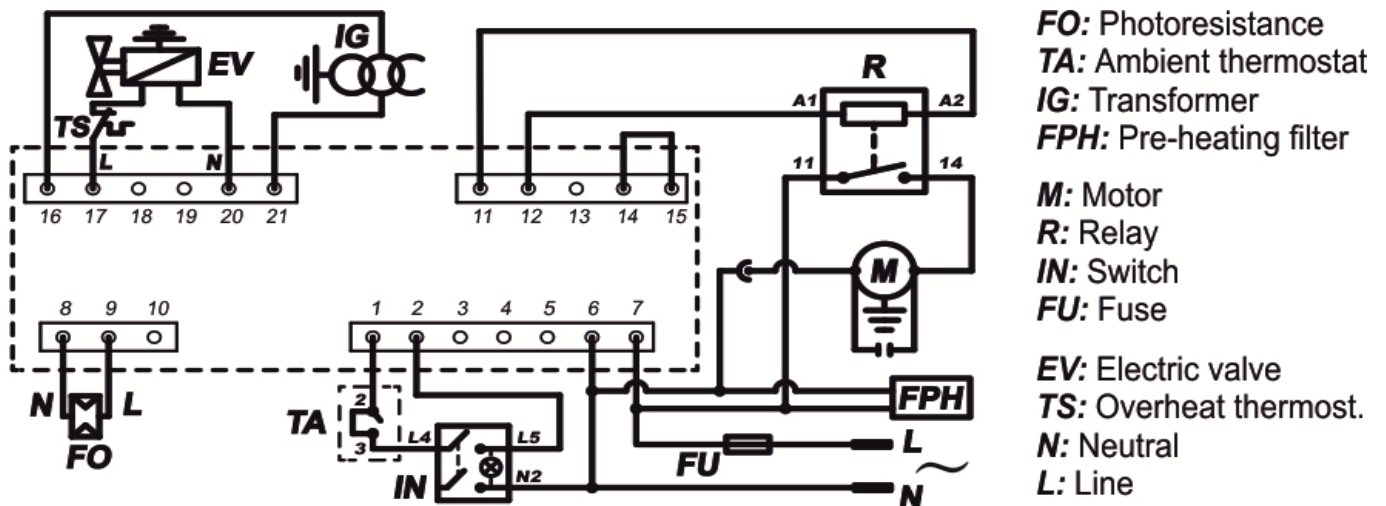 IG
EV
TS
L
N
16 17 18 19 20 21
R
A1
A2
11
14
11 12 13 14 15
M
8 9 10
1 2 3 4 5 6 7
N
L
FO
TA
2
3
L4
L5
IN
N2
FPH
FU
L
N
FO: Photoresistance
TA: Ambient thermostat
IG: Transformer
FPH: Pre-heating filter
M: Motor
R: Relay
IN: Switch
FU: Fuse
EV: Electric valve
TS: Overheat thermost.
N: Neutral
L: Line